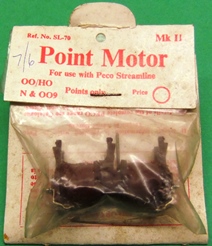 Ref. No. SL-70
Mk II
Point Motor
7/6
For use with Peco Streamline
OO/HO
N & OO9
Points only
Price